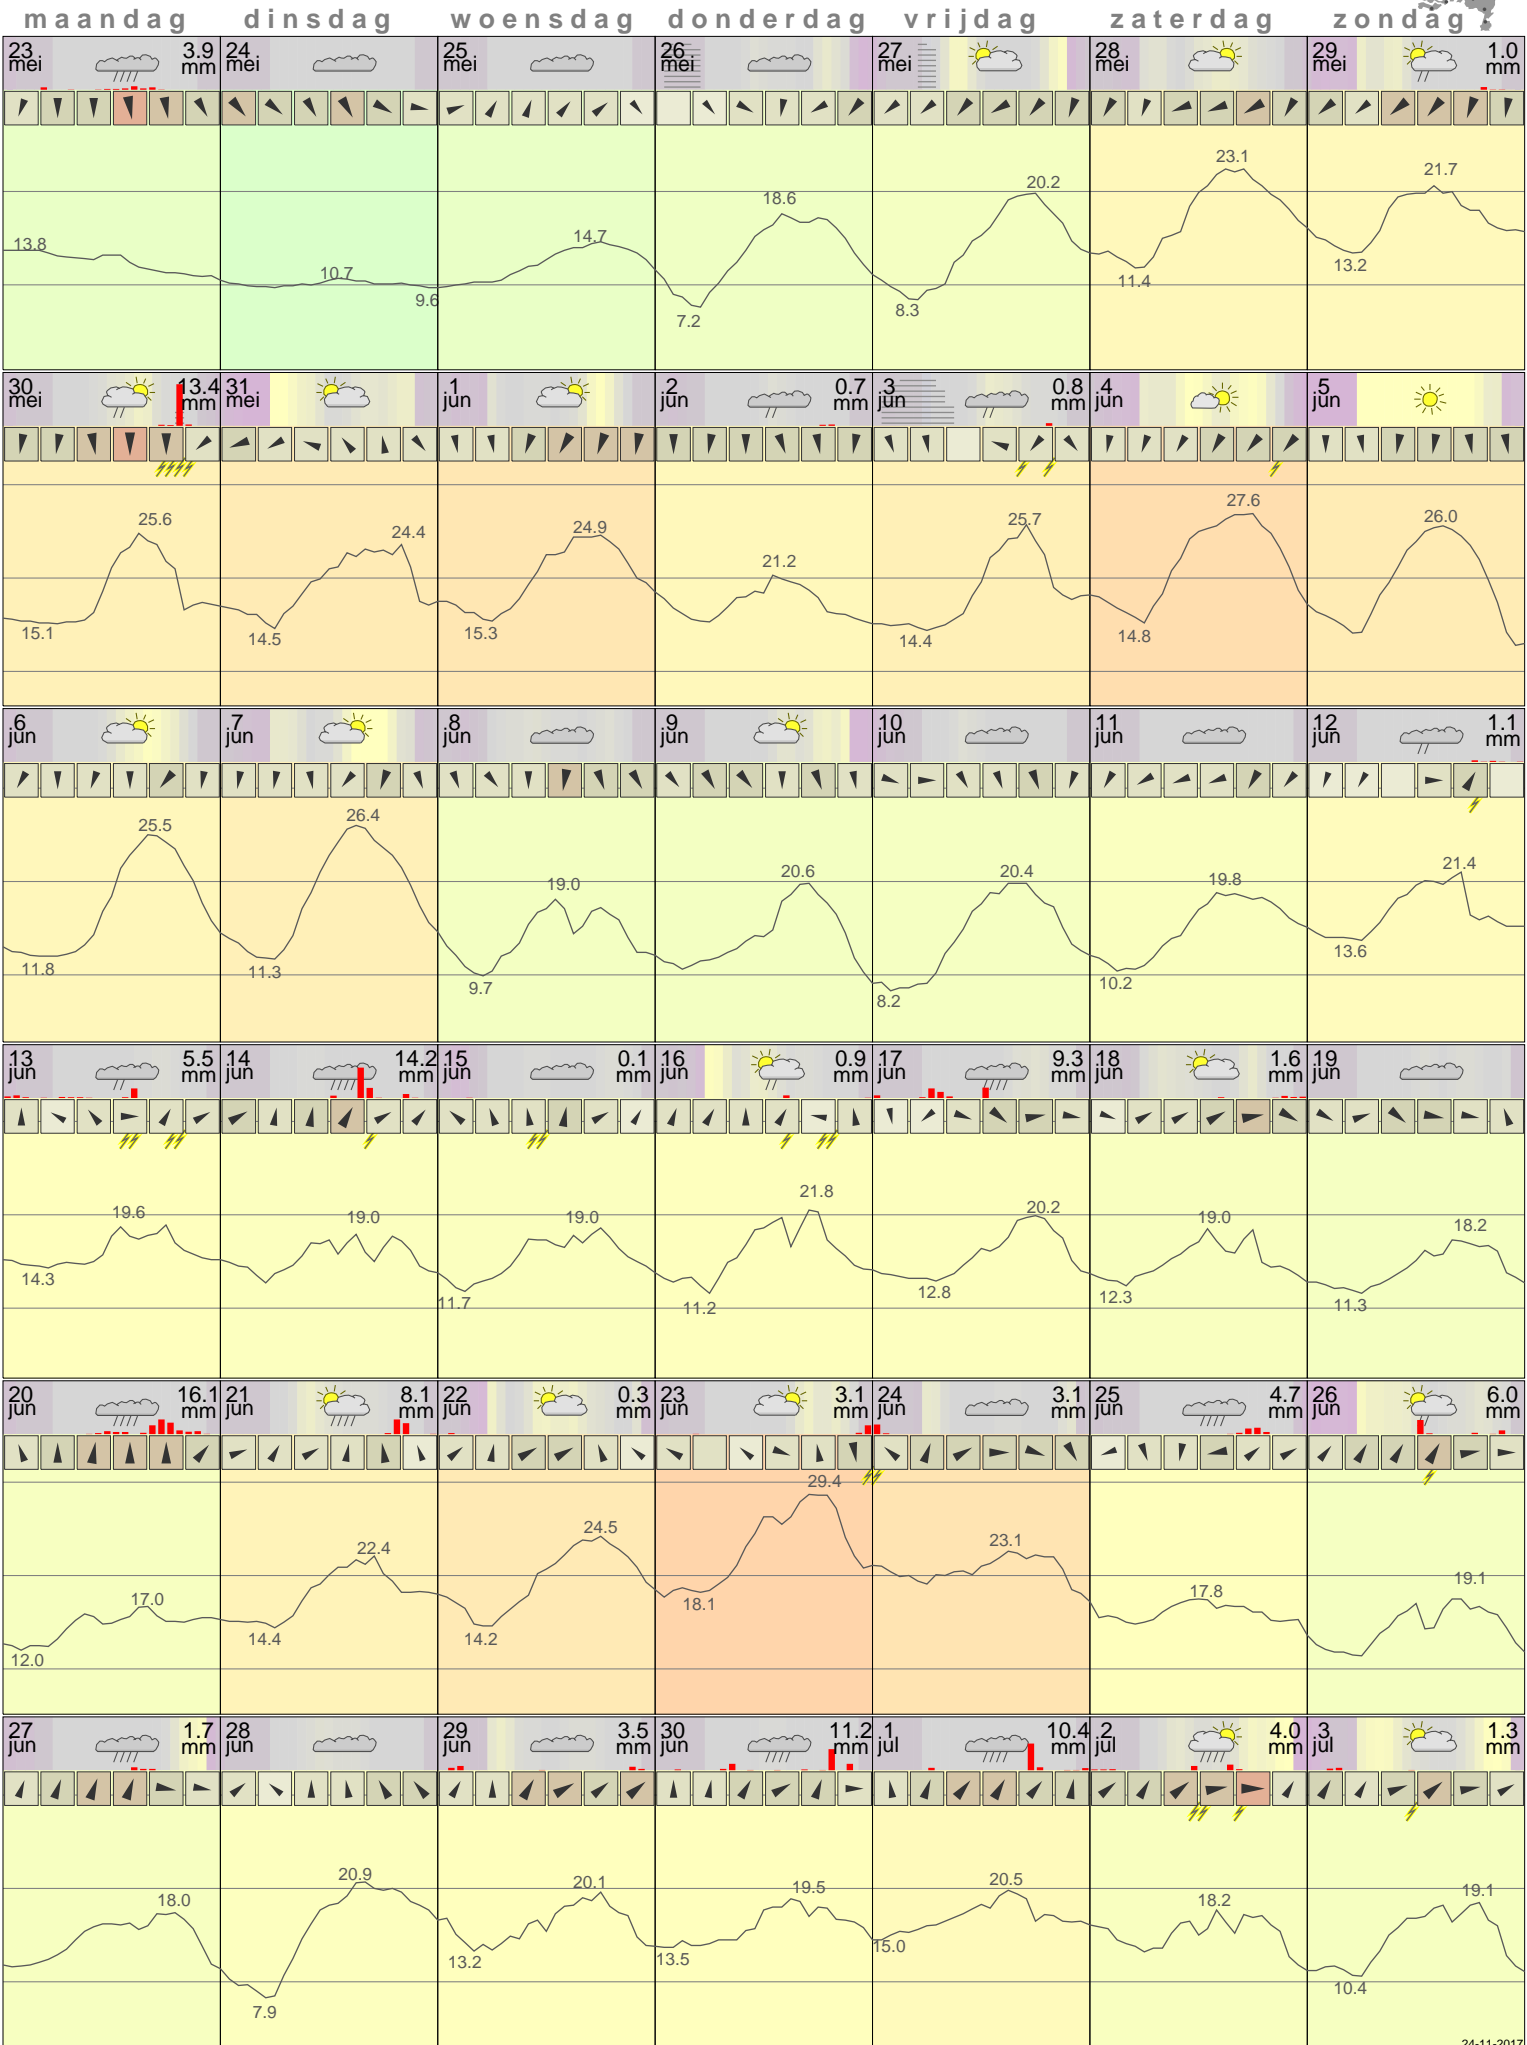 maandag dinsdag woensdag donderdag vrijdag zaterdag zondag
23 mei 3.9 mm 24 mei 25 mei 26 mei 27 mei 28 mei 29 mei 1.0 mm
13.8 10.7 9.6 14.7 7.2 18.6 8.3 20.2 11.4 23.1 13.2 21.7
30 mei 13.4 mm 31 mei 1 jun 2 jun 0.7 mm 3 jun 0.8 mm 4 jun 5 jun
15.1 25.6 14.5 24.4 15.3 24.9 21.2 14.4 25.7 14.8 27.6 26.0
6 jun 7 jun 8 jun 9 jun 10 jun 11 jun 12 jun 1.1 mm
11.8 25.5 11.3 26.4 9.7 19.0 20.6 8.2 20.4 10.2 19.8 13.6 21.4
13 jun 5.5 mm 14 jun 14.2 mm 15 jun 0.1 mm 16 jun 0.9 mm 17 jun 9.3 mm 18 jun 1.6 mm 19 jun
14.3 19.6 19.0 11.7 19.0 11.2 21.8 12.8 20.2 12.3 19.0 11.3 18.2
20 jun 16.1 mm 21 jun 8.1 mm 22 jun 0.3 mm 23 jun 3.1 mm 24 jun 3.1 mm 25 jun 4.7 mm 26 jun 6.0 mm
12.0 17.0 14.4 22.4 14.2 24.5 18.1 29.4 23.1 17.8 19.1
27 jun 1.7 mm 28 jun 29 jun 3.5 mm 30 jun 11.2 mm 1 jul 10.4 mm 2 jul 4.0 mm 3 jul 1.3 mm
18.0 7.9 20.9 13.2 20.1 13.5 19.5 15.0 20.5 18.2 10.4 19.1
24-11-2017